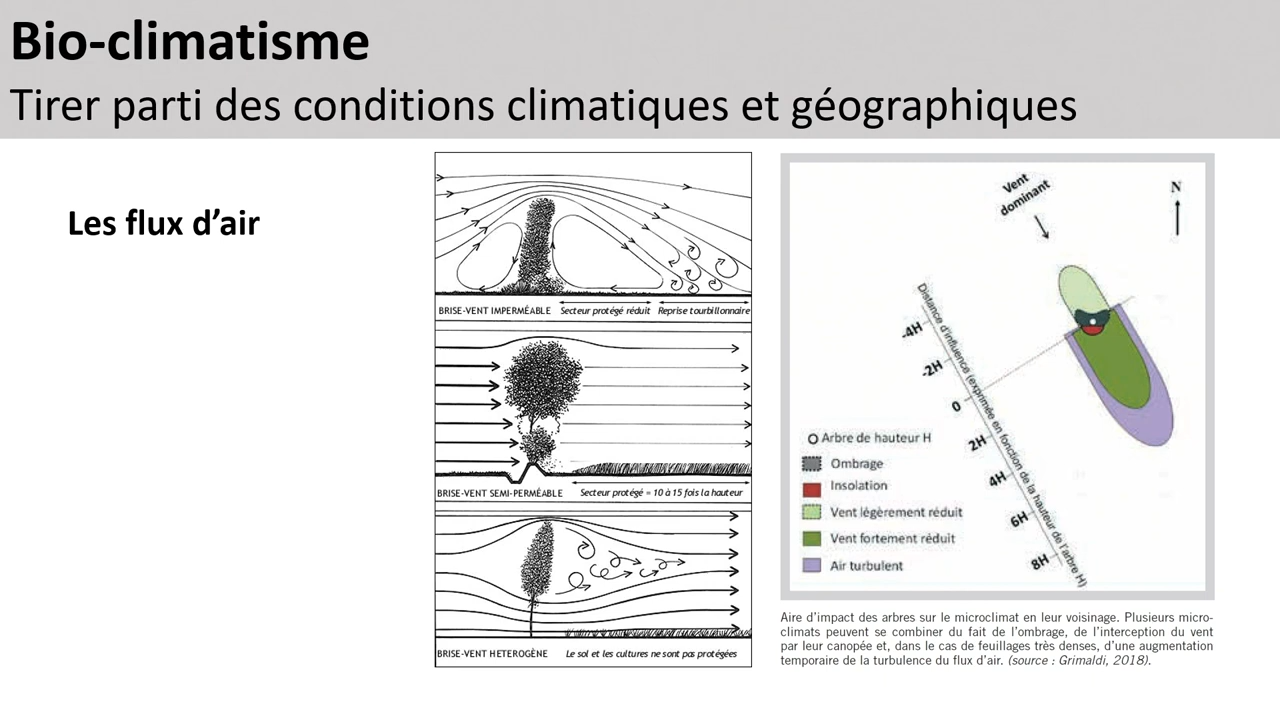 Bio-climatisme
Tirer parti des conditions climatiques et géographiques
Les flux d’air
BRISE-VENT IMPERMÉABLE
Secteur protégé réduit
Reprise tourbillonnaire
BRISE-VENT SEMI-PERMÉABLE
Secteur protégé = 10 à 15 fois la hauteur
BRISE-VENT HETEROGÈNE
Le sol et les cultures ne sont pas protégées
Vent
dominant
N
Distance d'influence (exprimée en fonction de la hauteur de l'arbre H)
-4H
-2H
0
2H
4H
6H
8H
Arbre de hauteur H
Ombrage
Insolation
Vent légèrement réduit
Vent fortement réduit
Air turbulent
Aire d’impact des arbres sur le microclimat en leur voisinage. Plusieurs micro-
climats peuvent se combiner du fait de l’ombrage, de l’interception du vent
par leur canopée et, dans le cas de feuillages très denses, d’une augmentation
temporaire de la turbulence du flux d’air. (source : Grimaldi, 2018).